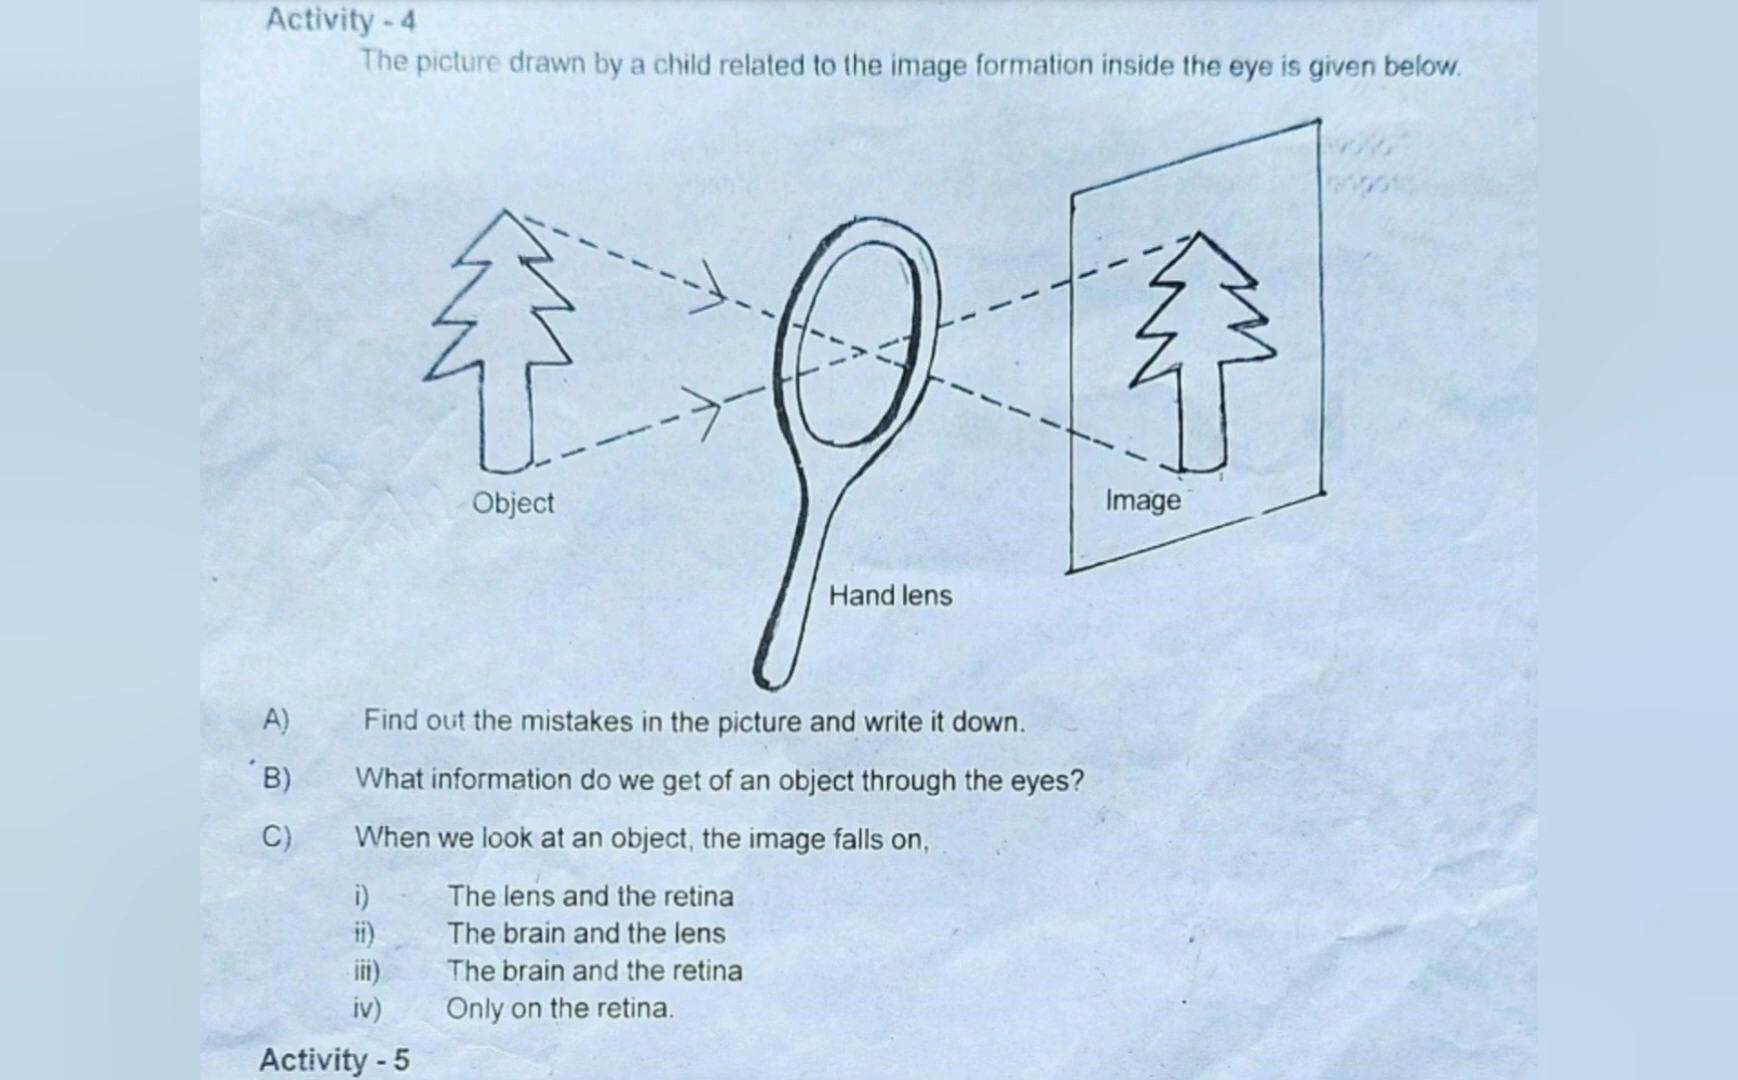 Activity - 4
The picture drawn by a child related to the image formation inside the eye is given below.
Object
Image
Hand lens
A) Find out the mistakes in the picture and write it down.
B) What information do we get of an object through the eyes?
C) When we look at an object, the image falls on,
i) The lens and the retina
ii) The brain and the lens
iii) The brain and the retina
iv) Only on the retina.
Activity - 5